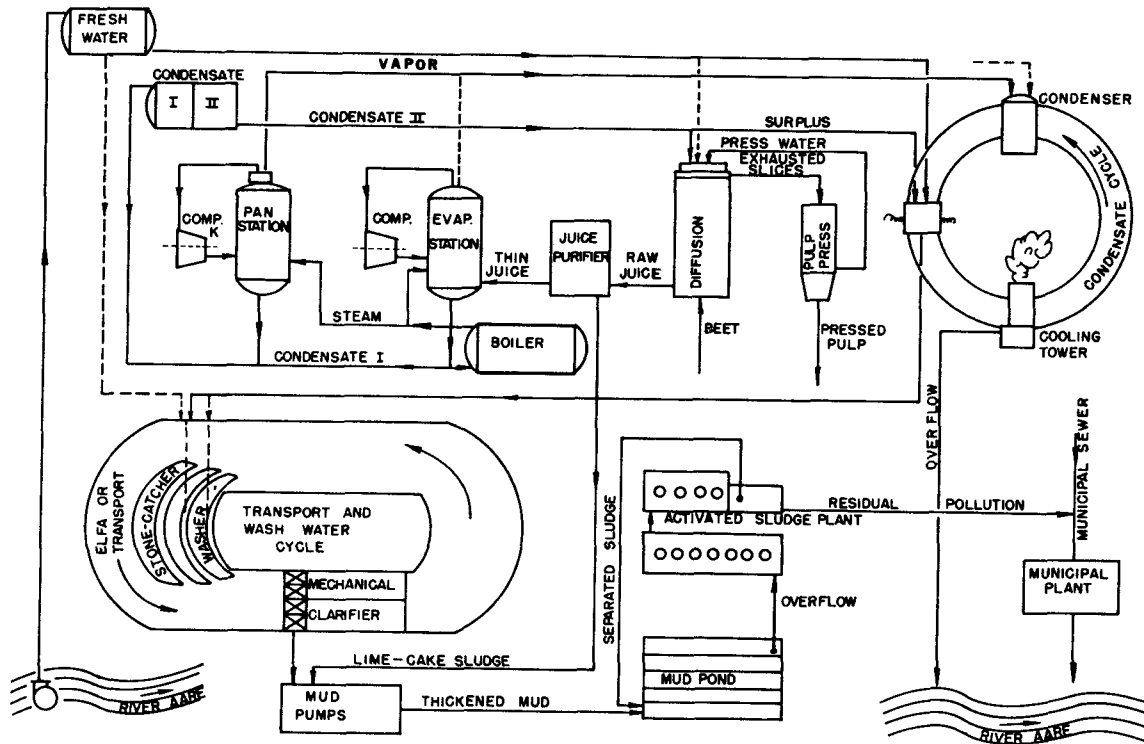 FRESH
WATER
VAPOR
CONDENSATE
I
II
CONDENSATE II
SURPLUS
CONDENSER
PRESS WATER
EXHAUSTED
SLICES
CONDENSATE CYCLE
COMP.
K
PAN
STATION
COMP.
EVAP.
STATION
THIN
JUICE
JUICE
PURIFIER
RAW
JUICE
DIFFUSION
PULP
PRESS
STEAM
BOILER
BEET
PRESSED
PULP
COOLING
TOWER
CONDENSATE I
OVERFLOW
MUNICIPAL SEWER
ELFA OR
TRANSPORT
STONE-CATCHER
WASHER
TRANSPORT AND
WASH WATER
CYCLE
MECHANICAL
CLARIFIER
SEPARATED SLUDGE
ACTIVATED SLUDGE PLANT
RESIDUAL POLLUTION
MUNICIPAL
PLANT
OVERFLOW
LIME-CAKE SLUDGE
MUD POND
MUD
PUMPS
THICKENED MUD
RIVER AARE
RIVER AARE